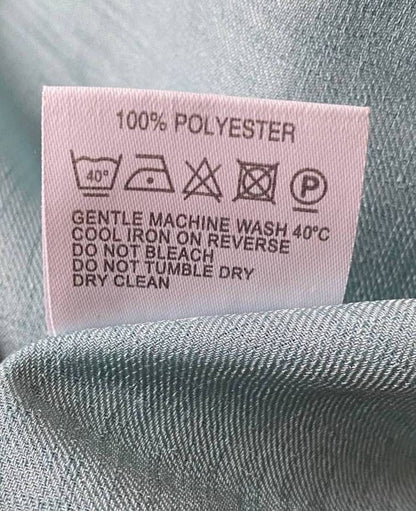 100% POLYESTER
40° P
GENTLE MACHINE WASH 40°C
COOL IRON ON REVERSE
DO NOT BLEACH
DO NOT TUMBLE DRY
DRY CLEAN